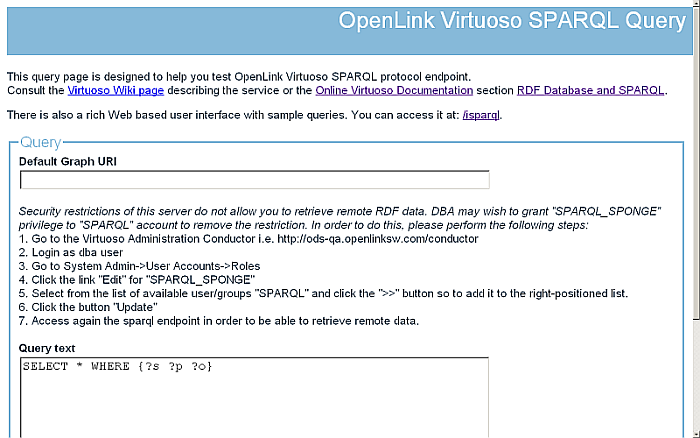 OpenLink Virtuoso SPARQL Query
This query page is designed to help you test OpenLink Virtuoso SPARQL protocol endpoint.
Consult the Virtuoso Wiki page describing the service or the Online Virtuoso Documentation section RDF Database and SPARQL.
There is also a rich Web based user interface with sample queries. You can access it at: /isparql.
Query
Default Graph URI
Security restrictions of this server do not allow you to retrieve remote RDF data. DBA may wish to grant "SPARQL_SPONGE"
privilege to "SPARQL" account to remove the restriction. In order to do this, please perform the following steps:
1. Go to the Virtuoso Administration Conductor i.e. http://ods-qa.openlinksw.com/conductor
2. Login as dba user
3. Go to System Admin->User Accounts->Roles
4. Click the link "Edit" for "SPARQL_SPONGE"
5. Select from the list of available user/groups "SPARQL" and click the ">>" button so to add it to the right-positioned list.
6. Click the button "Update"
7. Access again the sparql endpoint in order to be able to retrieve remote data.
Query text
SELECT * WHERE {?s ?p ?o}